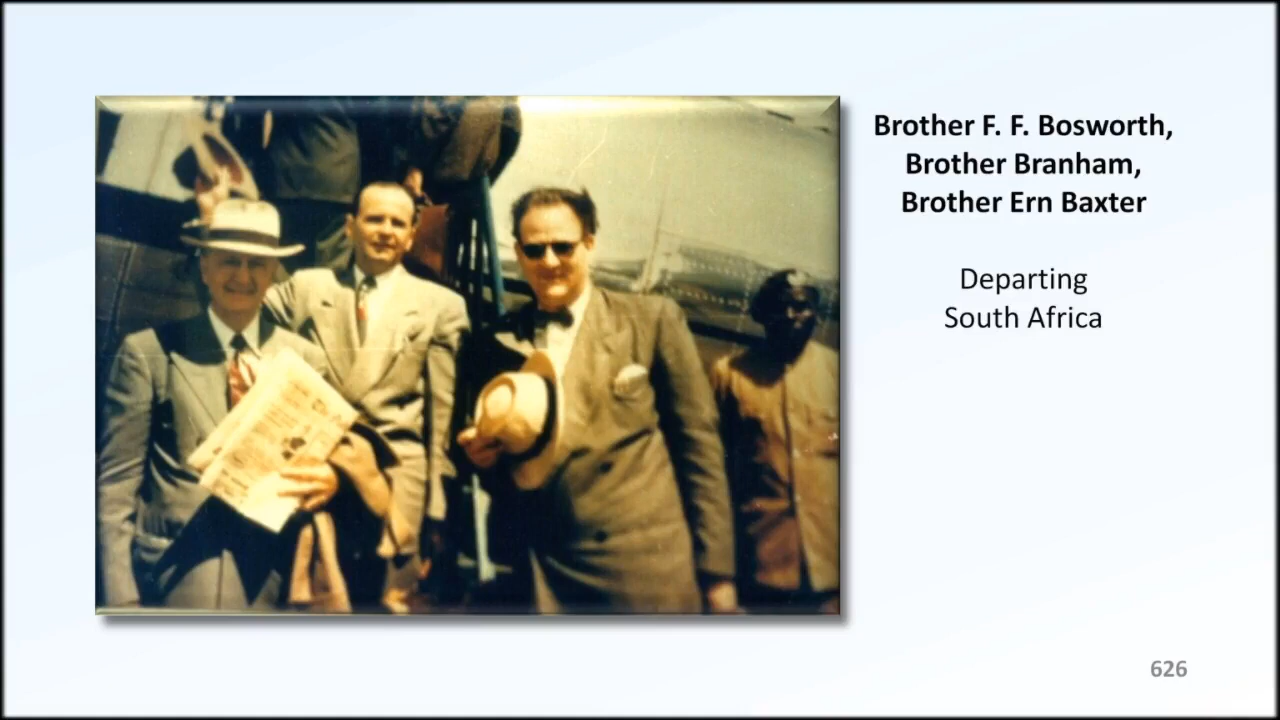 Brother F. F. Bosworth,
Brother Branham,
Brother Ern Baxter
Departing
South Africa
626